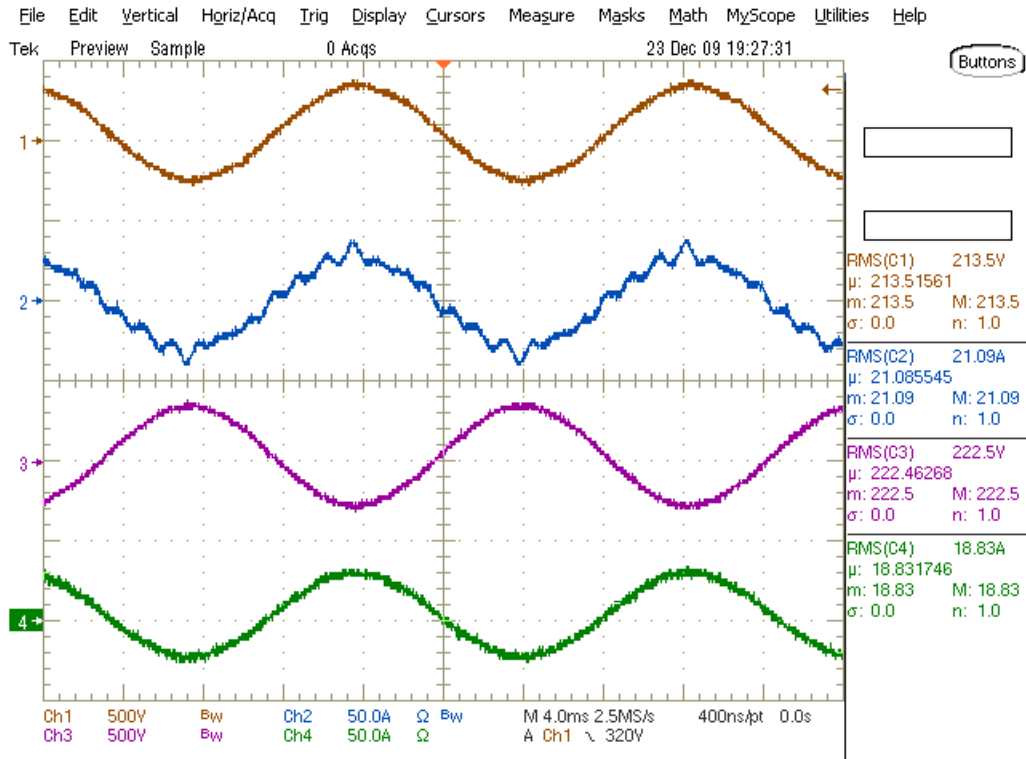 File Edit Vertical Horiz/Acq Trig Display Cursors Measure Masks Math MyScope Utilities Help
Tek Preview Sample 0 Acqs 23 Dec 09 19:27:31
Buttons
1
2
3
4
RMS(C1) 213.5V
µ: 213.51561
m: 213.5 M: 213.5
σ: 0.0 n: 1.0
RMS(C2) 21.09A
µ: 21.085545
m: 21.09 M: 21.09
σ: 0.0 n: 1.0
RMS(C3) 222.5V
µ: 222.46268
m: 222.5 M: 222.5
σ: 0.0 n: 1.0
RMS(C4) 18.83A
µ: 18.831746
m: 18.83 M: 18.83
σ: 0.0 n: 1.0
Ch1 500V Bw Ch2 50.0A Ω Bw M 4.0ms 2.5MS/s 400ns/pt 0.0s
Ch3 500V Bw Ch4 50.0A Ω A Ch1 ∖ 320V